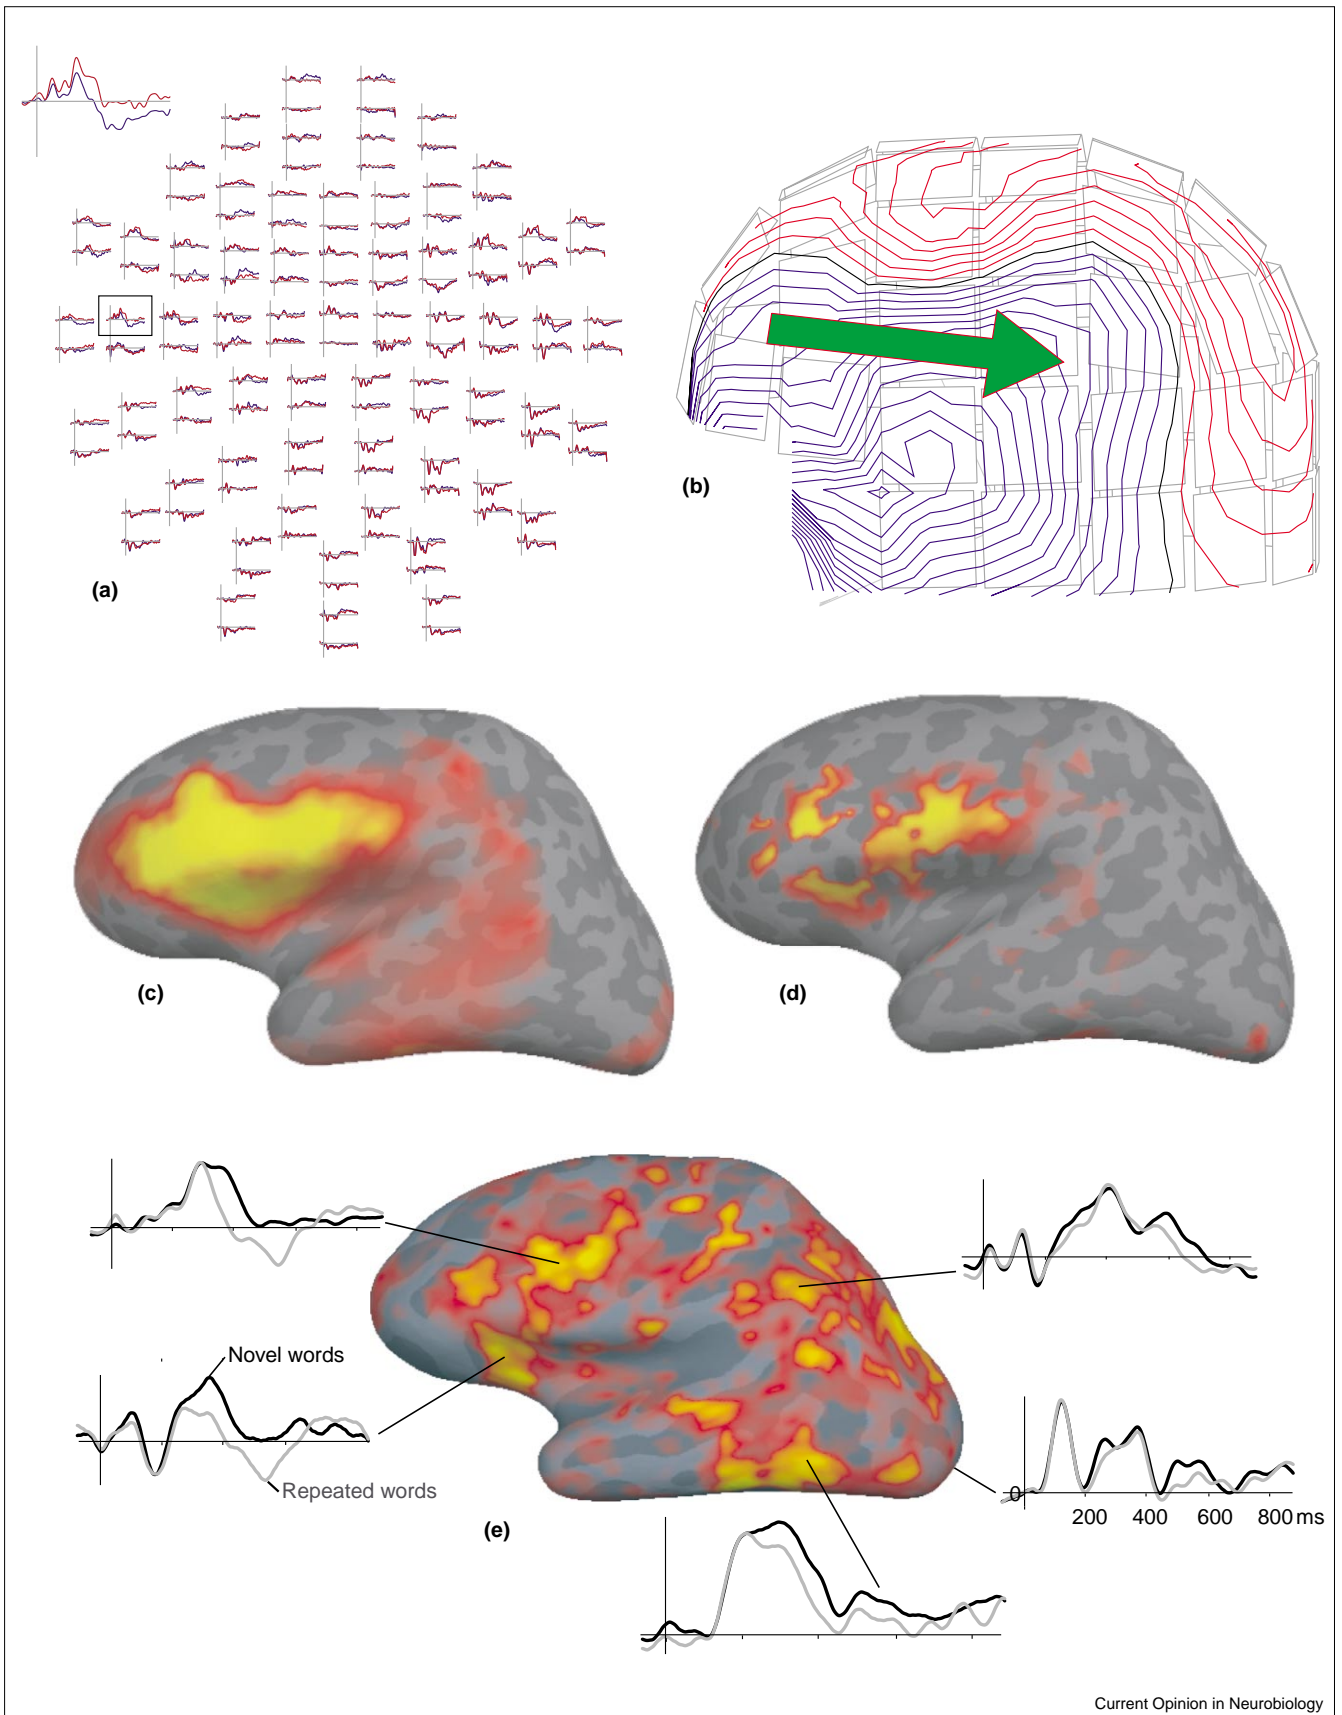 (a)
(b)
(c)
(d)
Novel words
Repeated words
(e)
0
200 400 600 800 ms
Current Opinion in Neurobiology